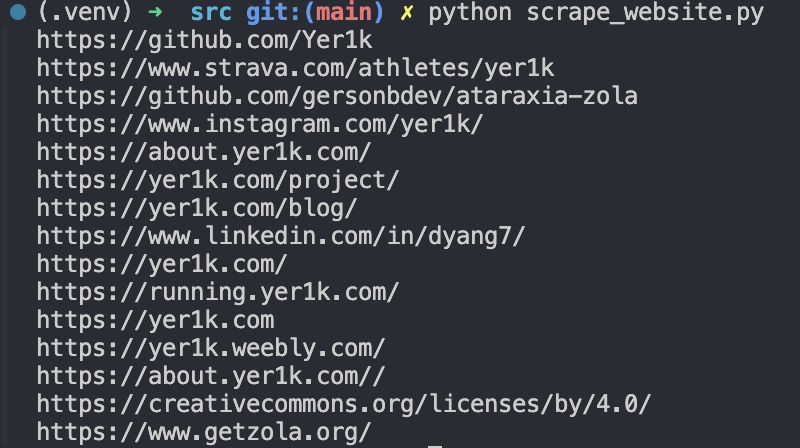 (.venv) ➜ src git:(main) ✗ python scrape_website.py
https://github.com/Yer1k
https://www.strava.com/athletes/yer1k
https://github.com/gersonbdev/ataraxia-zola
https://www.instagram.com/yer1k/
https://about.yer1k.com/
https://yer1k.com/project/
https://yer1k.com/blog/
https://www.linkedin.com/in/dyang7/
https://yer1k.com/
https://running.yer1k.com/
https://yer1k.com
https://yer1k.weebly.com/
https://about.yer1k.com//
https://creativecommons.org/licenses/by/4.0/
https://www.getzola.org/